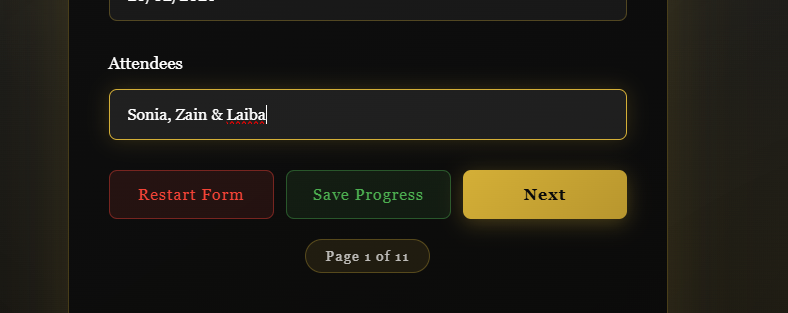 Attendees
Sonia, Zain & Laiba
Restart Form Save Progress Next
Page 1 of 11